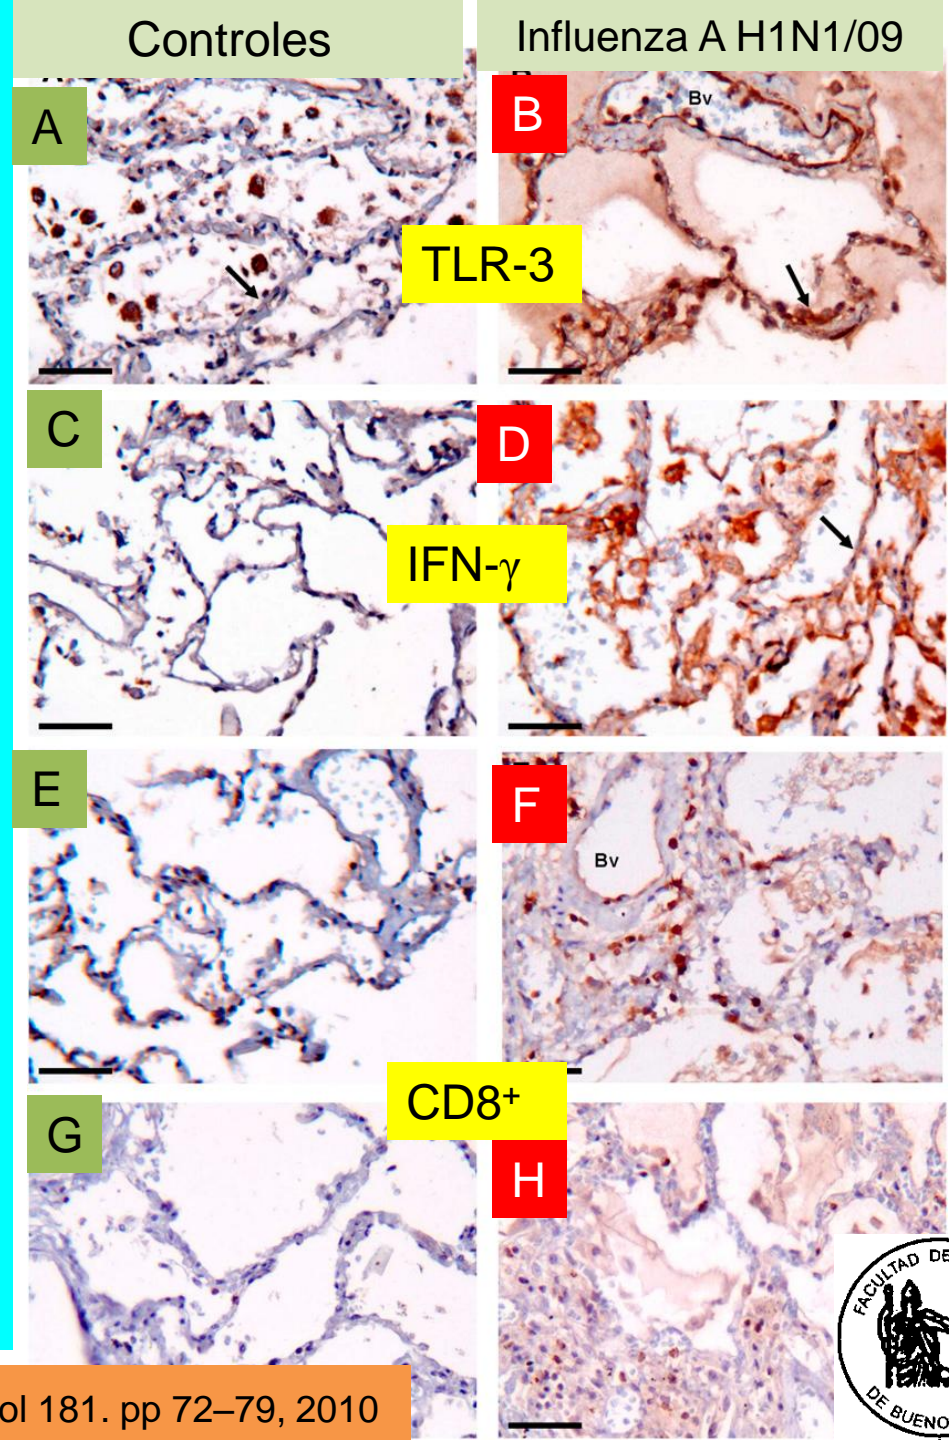 Controles
Influenza A H1N1/09
A
B
Bv
TLR-3
C
D
IFN-γ
E
F
Bv
CD8+
G
H
FACULTAD DE
DE BUENO
ol 181. pp 72–79, 2010